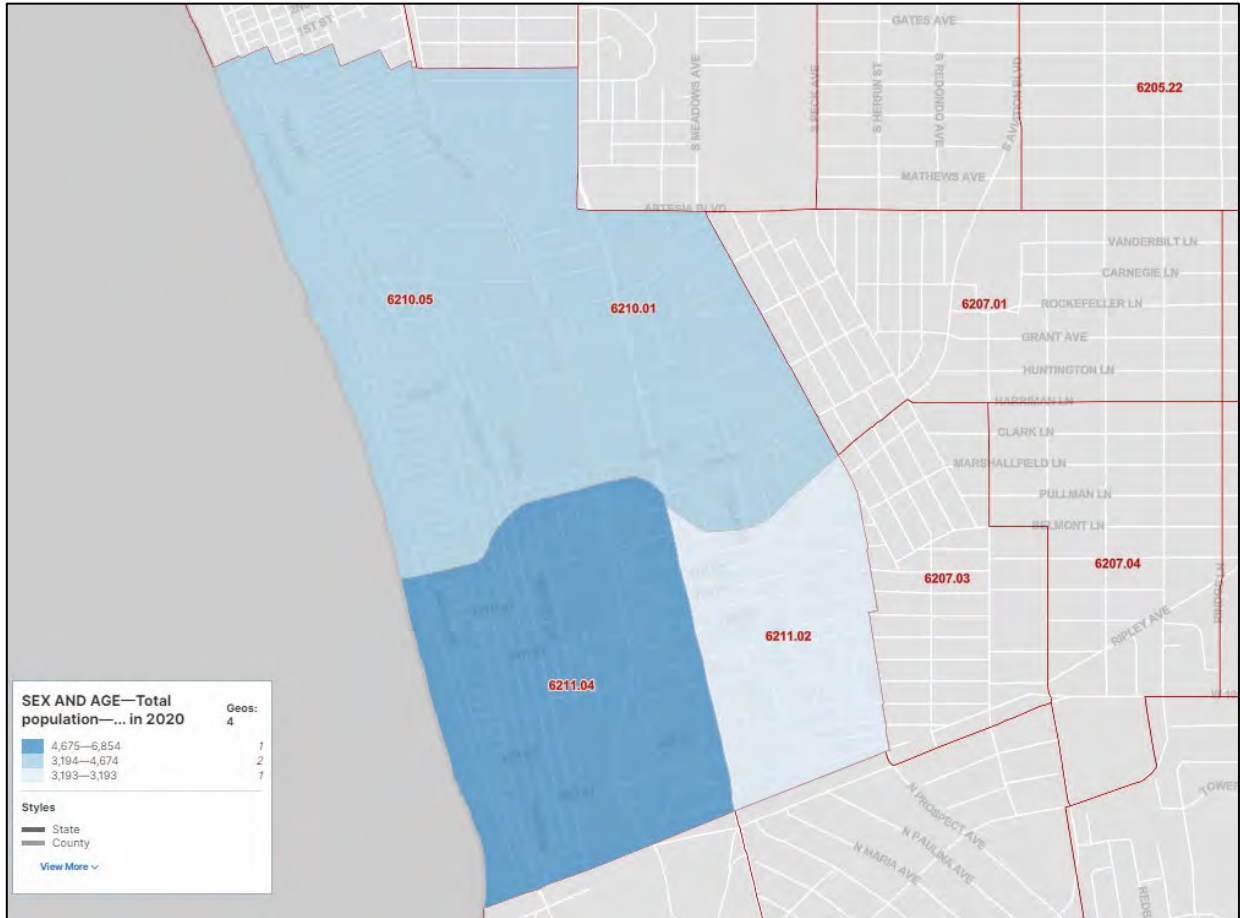 1ST ST
GATES AVE
S MEADOWS AVE
S PECK AVE
S HERRIN ST
S REDONDO AVE
S AVIATION BLVD
6205.22
MATHEWS AVE
ARTESIA BLVD
VANDERBILT LN
CARNEGIE LN
6210.05
6210.01
6207.01
ROCKEFELLER LN
GRANT AVE
HUNTINGTON LN
HARRIMAN LN
CLARK LN
MARSHALLFIELD LN
PULLMAN LN
BELMONT LN
6207.03
6207.04
RIPLEY AVE
6211.02
6211.04
N PROSPECT AVE
N PAULINA AVE
N MARIA AVE
SEX AND AGE—Total
population—... in 2020
Geos:
4
4,675—6,854 1
3,194—4,674 2
3,193—3,193 1
Styles
State
County
View More